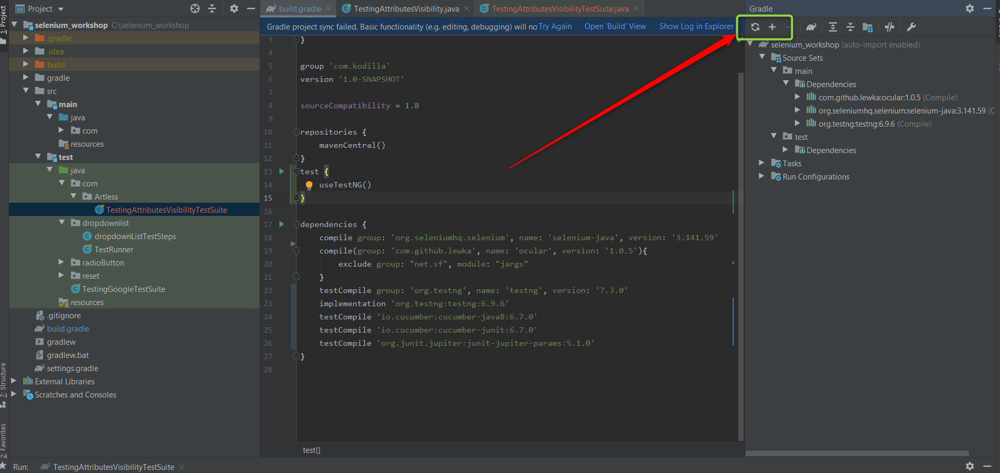 Project
build.gradle
TestingAttributesVisibility.java
TestingAttributesVisibilityTestSuite.java
Gradle
1: Project
selenium_workshop C:\selenium_workshop
.gradle
.idea
build
gradle
src
main
java
com
resources
test
java
com
Artless
TestingAttributesVisibilityTestSuite
dropdownlist
dropdownListTestSteps
TestRunner
radioButton
reset
TestingGoogleTestSuite
resources
.gitignore
build.gradle
gradlew
gradlew.bat
settings.gradle
External Libraries
Scratches and Consoles
7: Structure
2: Favorites
Gradle project sync failed. Basic functionality (e.g. editing, debugging) will no Try Again Open 'Build' View Show Log in Explorer
3 }
4
5 group 'com.kodilla'
6 version '1.0-SNAPSHOT'
7
8 sourceCompatibility = 1.8
9
10 repositories {
11 mavenCentral()
12 }
13 test {
14 useTestNG()
15 }
16
17 dependencies {
18 compile group: 'org.seleniumhq.selenium', name: 'selenium-java', version: '3.141.59'
19 compile(group: 'com.github.lewka', name: 'ocular', version: '1.0.5'){
20 exclude group: "net.sf", module: "jargs"
21 }
22 testCompile group: 'org.testng', name: 'testng', version: '7.3.0'
23 implementation 'org.testng:testng:6.9.6'
24 testCompile 'io.cucumber:cucumber-java8:6.7.0'
25 testCompile 'io.cucumber:cucumber-junit:6.7.0'
26 testCompile 'org.junit.jupiter:junit-jupiter-params:5.1.0'
27 }
28
test{}
selenium_workshop (auto-import enabled)
Source Sets
main
Dependencies
com.github.lewka:ocular:1.0.5 (Compile)
org.seleniumhq.selenium:selenium-java:3.141.59 (C
org.testng:testng:6.9.6 (Compile)
test
Dependencies
Tasks
Run Configurations
Run: TestingAttributesVisibilityTestSuite